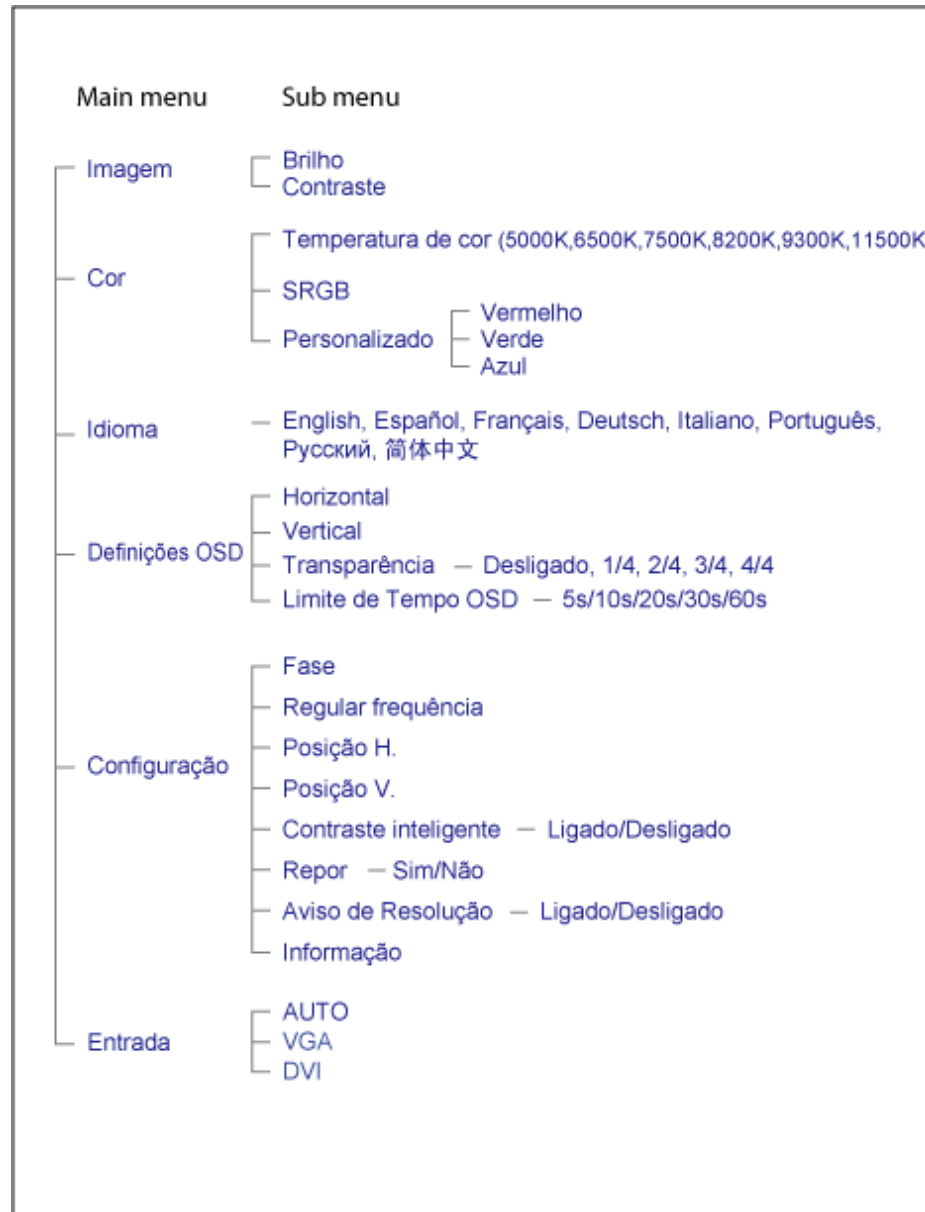 Main menu Sub menu
Imagem
Brilho
Contraste
Cor
Temperatura de cor (5000K,6500K,7500K,8200K,9300K,11500K
SRGB
Personalizado
Vermelho
Verde
Azul
Idioma
English, Español, Français, Deutsch, Italiano, Português,
Русский, 简体中文
Definições OSD
Horizontal
Vertical
Transparência — Desligado, 1/4, 2/4, 3/4, 4/4
Limite de Tempo OSD — 5s/10s/20s/30s/60s
Configuração
Fase
Regular frequência
Posição H.
Posição V.
Contraste inteligente — Ligado/Desligado
Repor — Sim/Não
Aviso de Resolução — Ligado/Desligado
Informação
Entrada
AUTO
VGA
DVI